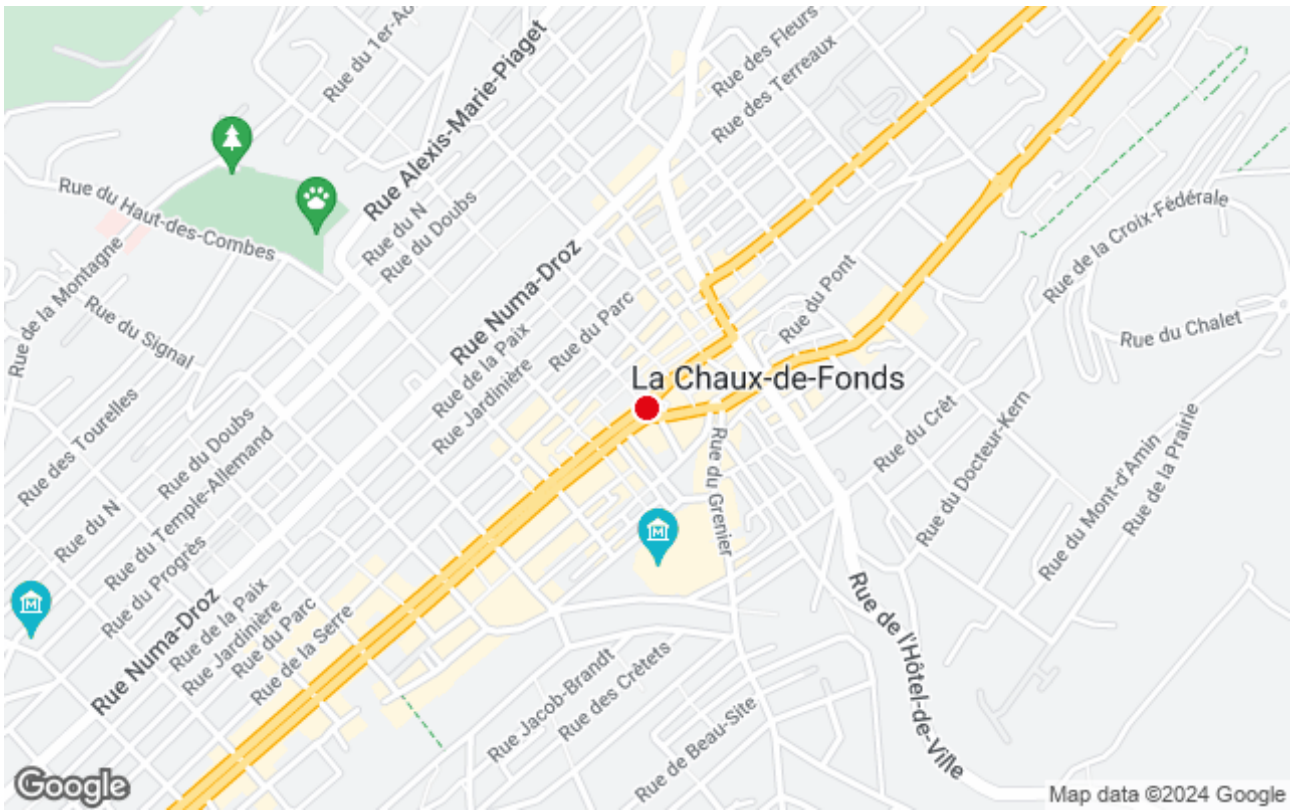 Rue du 1er-Ao
Rue Alexis-Marie-Piaget
Rue des Fleurs
Rue des Terreaux
Rue du Haut-des-Combes
Rue du N
Rue du Doubs
Rue de la Croix-Fédérale
Rue de la Montagne
Rue Numa-Droz
Rue du Parc
Rue du Pont
Rue du Signal
Rue de la Paix
Rue Jardinière
Rue du Chalet
La Chaux-de-Fonds
Rue des Tourelles
Rue du Doubs
Rue du Temple-Allemand
Rue du N
Rue du Progrès
Rue du Grenier
Rue du Crêt
Rue du Docteur-Kern
Rue du Mont-d'Amin
Rue de la Prairie
Rue Numa-Droz
Rue de la Paix
Rue Jardinière
Rue du Parc
Rue de la Serre
Rue Jacob-Brandt
Rue des Crêtets
Rue de Beau-Site
Rue de l'Hôtel-de-Ville
Google
Map data ©2024 Google